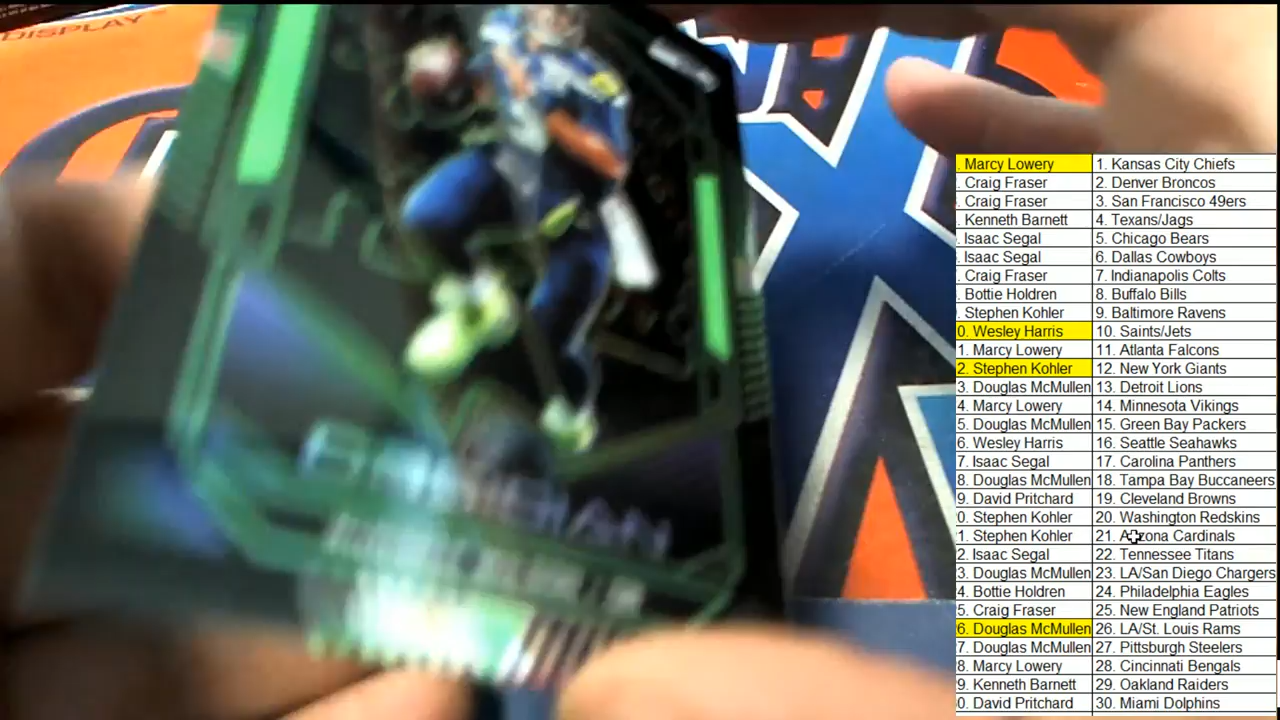 DISPLAY
. Marcy Lowery 1. Kansas City Chiefs
. Craig Fraser 2. Denver Broncos
. Craig Fraser 3. San Francisco 49ers
. Kenneth Barnett 4. Texans/Jags
. Isaac Segal 5. Chicago Bears
. Isaac Segal 6. Dallas Cowboys
. Craig Fraser 7. Indianapolis Colts
. Bottie Holdren 8. Buffalo Bills
. Stephen Kohler 9. Baltimore Ravens
0. Wesley Harris 10. Saints/Jets
1. Marcy Lowery 11. Atlanta Falcons
2. Stephen Kohler 12. New York Giants
3. Douglas McMullen 13. Detroit Lions
4. Marcy Lowery 14. Minnesota Vikings
5. Douglas McMullen 15. Green Bay Packers
6. Wesley Harris 16. Seattle Seahawks
7. Isaac Segal 17. Carolina Panthers
8. Douglas McMullen 18. Tampa Bay Buccaneers
9. David Pritchard 19. Cleveland Browns
0. Stephen Kohler 20. Washington Redskins
1. Stephen Kohler 21. Arizona Cardinals
2. Isaac Segal 22. Tennessee Titans
3. Douglas McMullen 23. LA/San Diego Chargers
4. Bottie Holdren 24. Philadelphia Eagles
5. Craig Fraser 25. New England Patriots
6. Douglas McMullen 26. LA/St. Louis Rams
7. Douglas McMullen 27. Pittsburgh Steelers
8. Marcy Lowery 28. Cincinnati Bengals
9. Kenneth Barnett 29. Oakland Raiders
0. David Pritchard 30. Miami Dolphins
OBSIDIAN